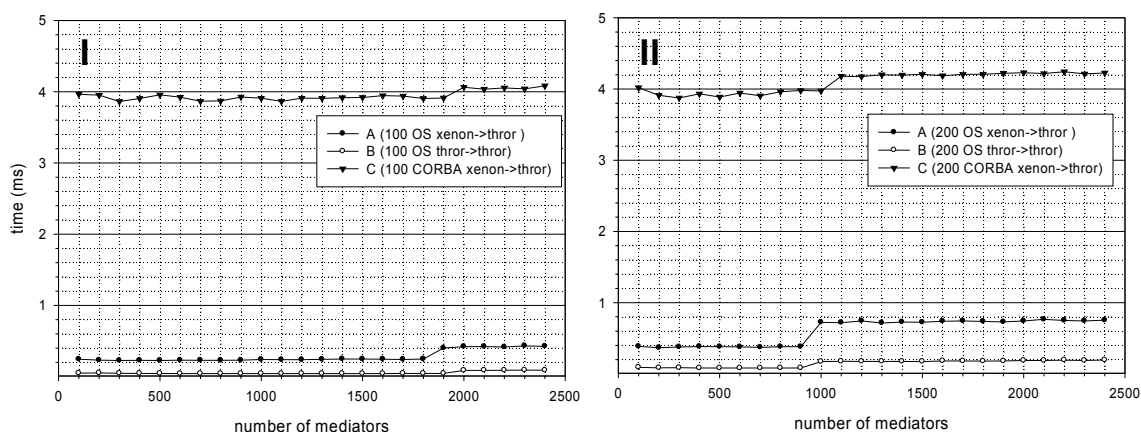 I
5
4
3
2
1
time (ms)
A (100 OS xenon->thror )
B (100 OS thror->thror)
C (100 CORBA xenon->thror)
0 500 1000 1500 2000 2500
number of mediators
II
5
4
3
2
1
A (200 OS xenon->thror )
B (200 OS thror->thror)
C (200 CORBA xenon->thror)
0 500 1000 1500 2000 2500
number of mediators